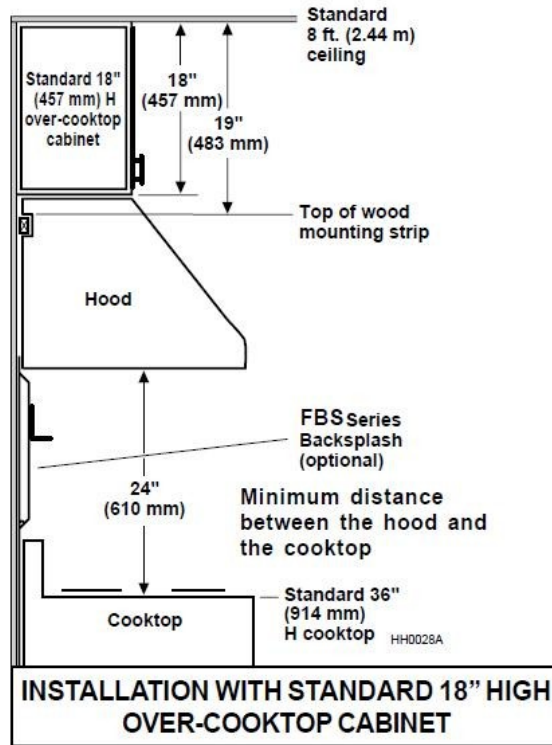 Standard
8 ft. (2.44 m)
ceiling
Standard 18"
(457 mm) H
over-cooktop
cabinet
18"
(457 mm)
19"
(483 mm)
Top of wood
mounting strip
Hood
FBS Series
Backsplash
(optional)
24"
(610 mm)
Minimum distance
between the hood and
the cooktop
Cooktop
Standard 36"
(914 mm)
H cooktop
HH0028A
INSTALLATION WITH STANDARD 18” HIGH
OVER-COOKTOP CABINET